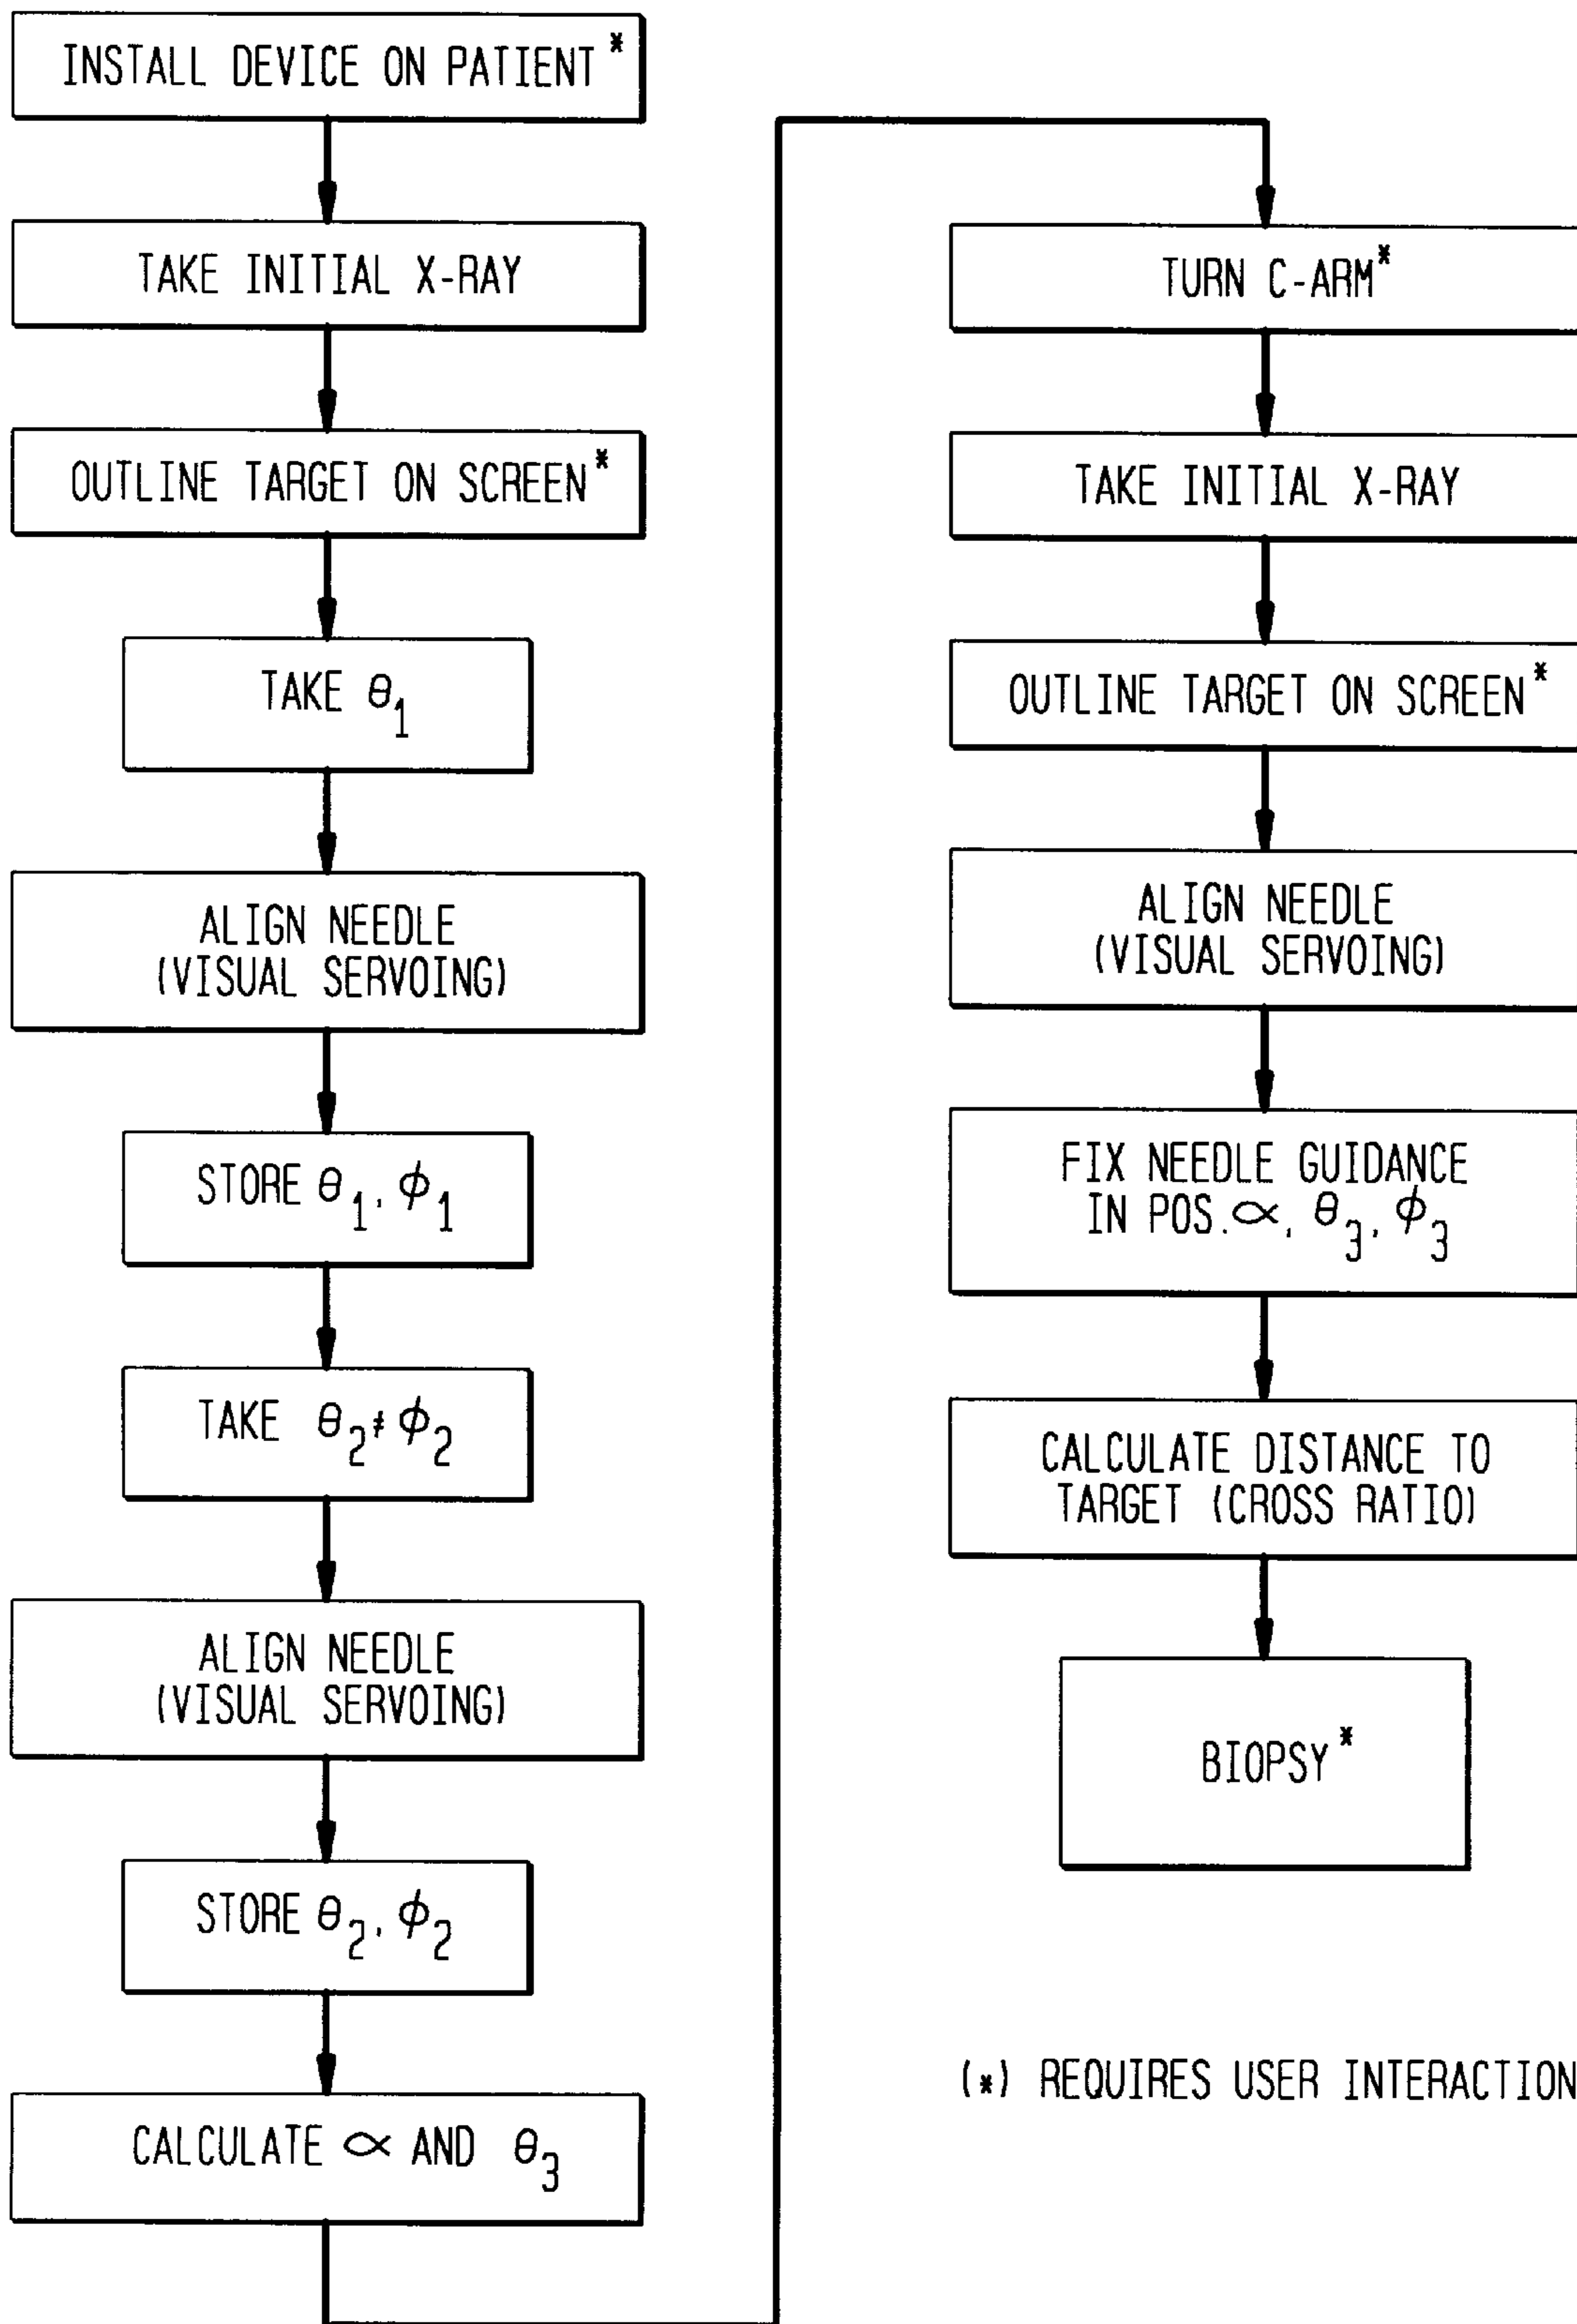 INSTALL DEVICE ON PATIENT*
TAKE INITIAL X-RAY
OUTLINE TARGET ON SCREEN*
TAKE θ₁
ALIGN NEEDLE
(VISUAL SERVOING)
STORE θ₁, ϕ₁
TAKE θ₂ ≠ ϕ₂
ALIGN NEEDLE
(VISUAL SERVOING)
STORE θ₂, ϕ₂
CALCULATE ∝ AND θ₃
TURN C-ARM*
TAKE INITIAL X-RAY
OUTLINE TARGET ON SCREEN*
ALIGN NEEDLE
(VISUAL SERVOING)
FIX NEEDLE GUIDANCE
IN POS. ∝, θ₃, ϕ₃
CALCULATE DISTANCE TO
TARGET (CROSS RATIO)
BIOPSY*
(*) REQUIRES USER INTERACTION